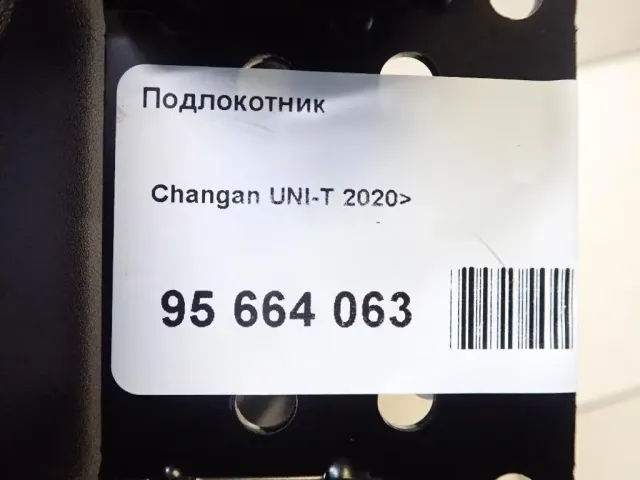 Подлокотник
Changan UNI-T 2020>
95 664 063